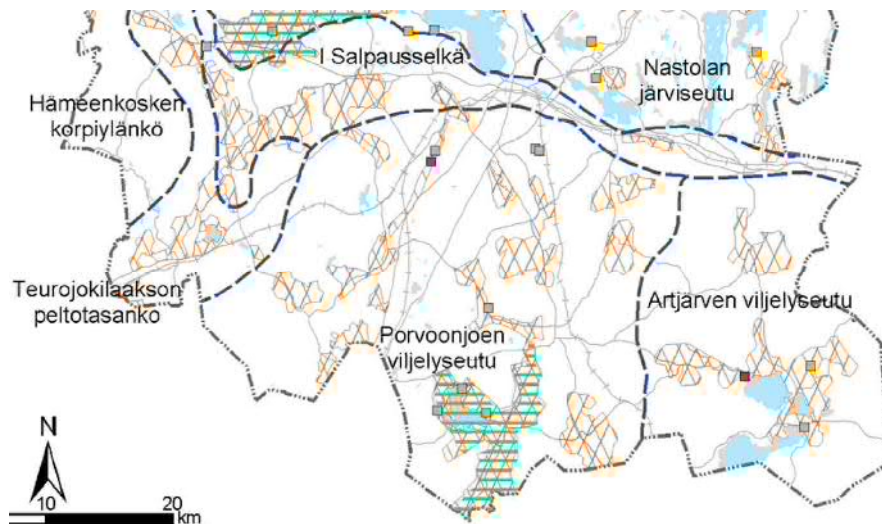 I Salpausselkä
Nastolan
järviseutu
Hämeenkosken
korpiylänkö
Teurojokilaakson
peltotasanko
Artjärven viljelyseutu
Porvoonjoen
viljelyseutu
N
10 20
km